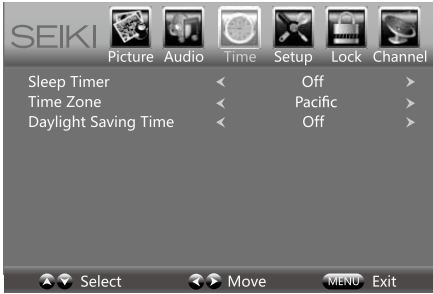 SEIKI
Picture Audio Time Setup Lock Channel
Sleep Timer Off
Time Zone Pacific
Daylight Saving Time Off
Select Move MENU Exit